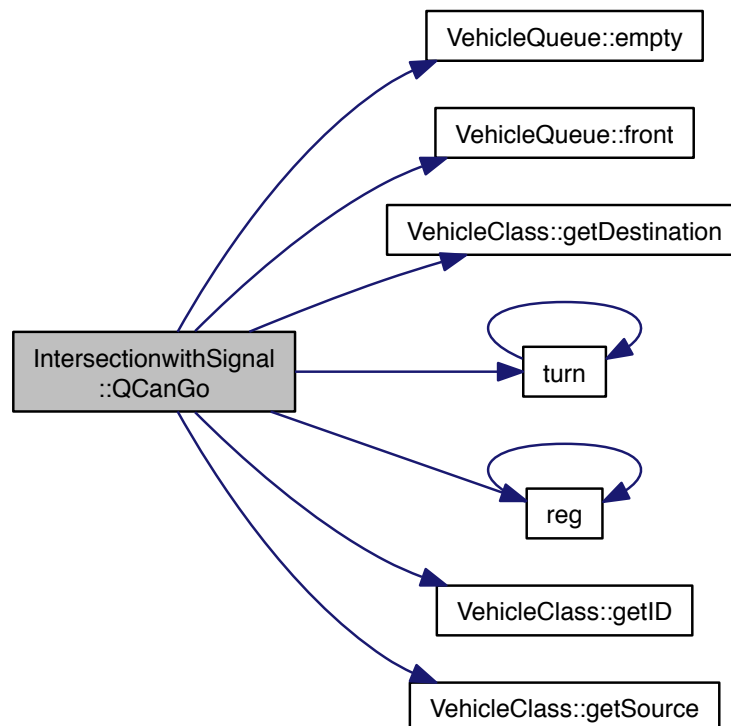 VehicleQueue::empty
VehicleQueue::front
VehicleClass::getDestination
IntersectionwithSignal
::QCanGo
turn
reg
VehicleClass::getID
VehicleClass::getSource